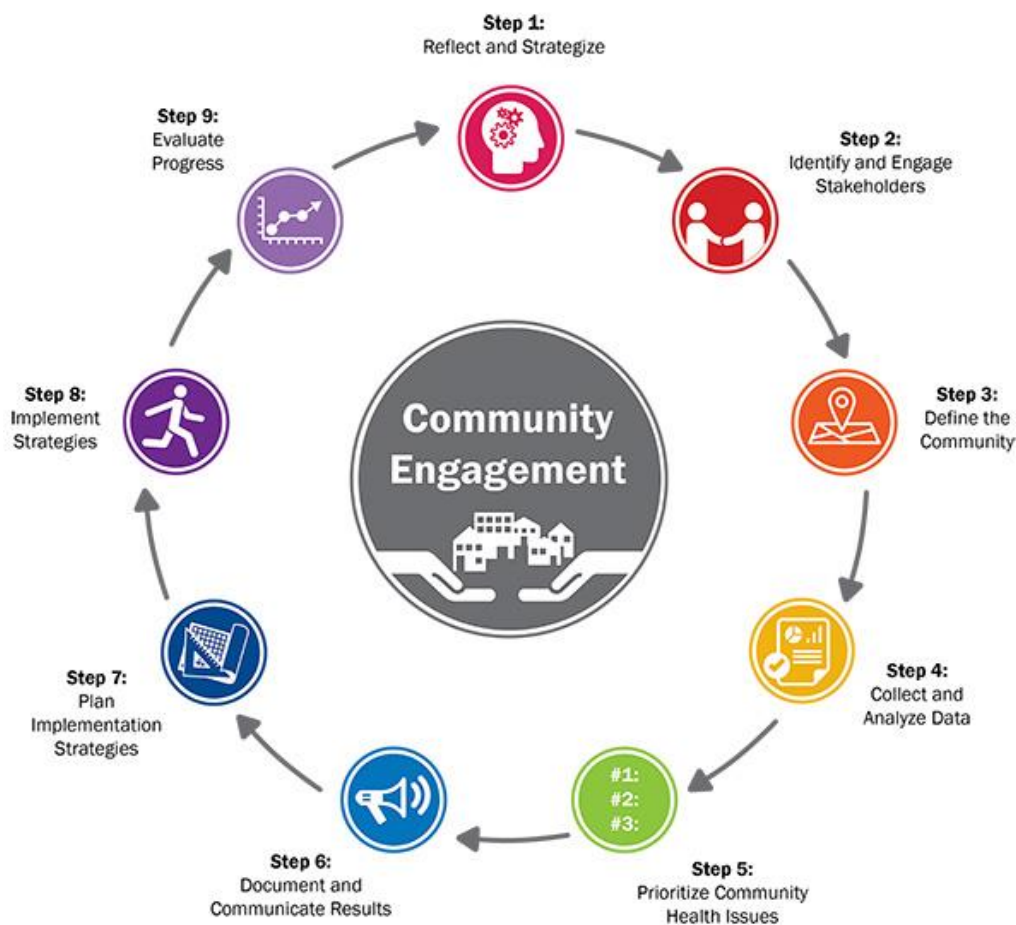 Step 1:
Reflect and Strategize
Step 2:
Identify and Engage
Stakeholders
Step 3:
Define the
Community
Step 4:
Collect and
Analyze Data
#1:
#2:
#3:
Step 5:
Prioritize Community
Health Issues
Step 6:
Document and
Communicate Results
Step 7:
Plan
Implementation
Strategies
Step 8:
Implement
Strategies
Step 9:
Evaluate
Progress
Community
Engagement